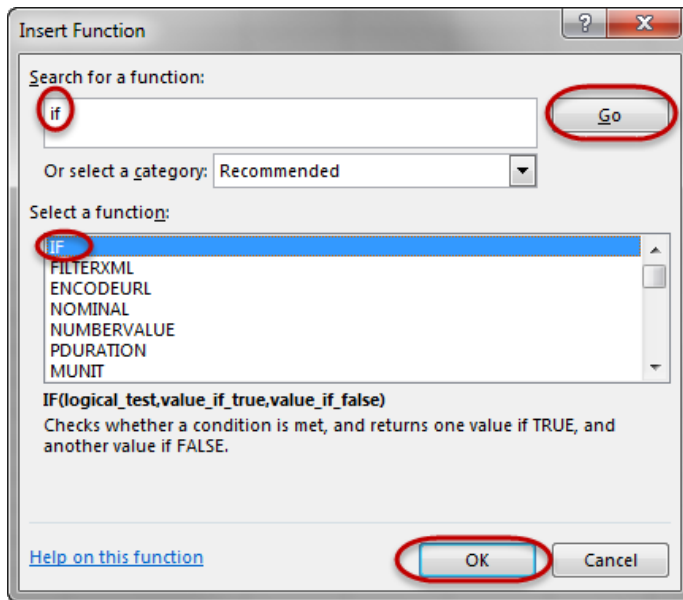 Insert Function
?
Search for a function:
if
Go
Or select a category: Recommended
Select a function:
IF
FILTERXML
ENCODEURL
NOMINAL
NUMBERVALUE
PDURATION
MUNIT
IF(logical_test,value_if_true,value_if_false)
Checks whether a condition is met, and returns one value if TRUE, and
another value if FALSE.
Help on this function
OK
Cancel